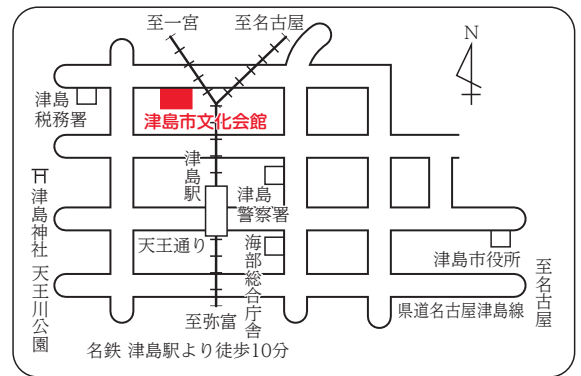 至一宮
至名古屋
N
津島
税務署
津島市文化会館
津島駅
津島
警察署
津島神社
天王通り
海部総合庁舎
津島市役所
天王川公園
至名古屋
県道名古屋津島線
至弥富
名鉄 津島駅より徒歩10分